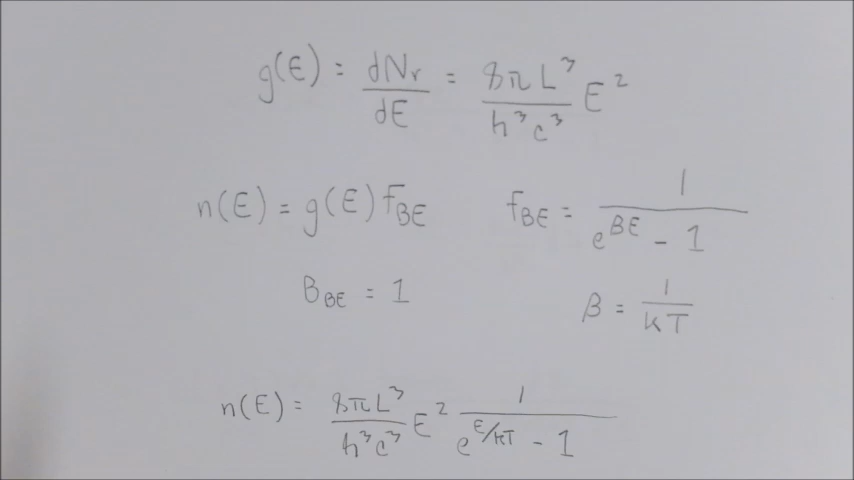 g(E) = dNr/dE = 8πL³/h³c³ E²
n(E) = g(E) f_BE    f_BE = 1/(e^(βE) - 1)
B_BE = 1    β = 1/kT
n(E) = 8πL³/h³c³ E² 1/(e^(E/kT) - 1)